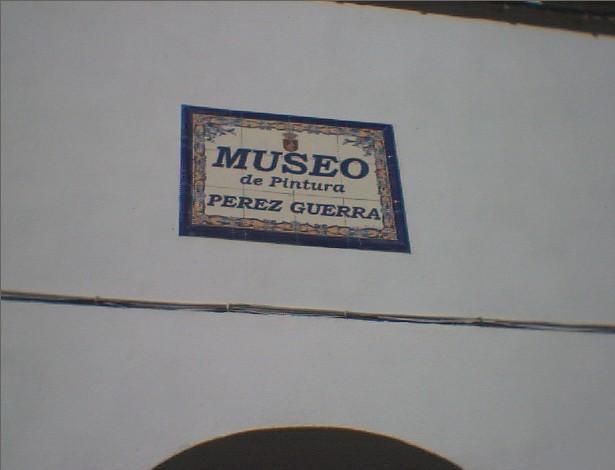 MUSEO
de Pintura
PEREZ GUERRA